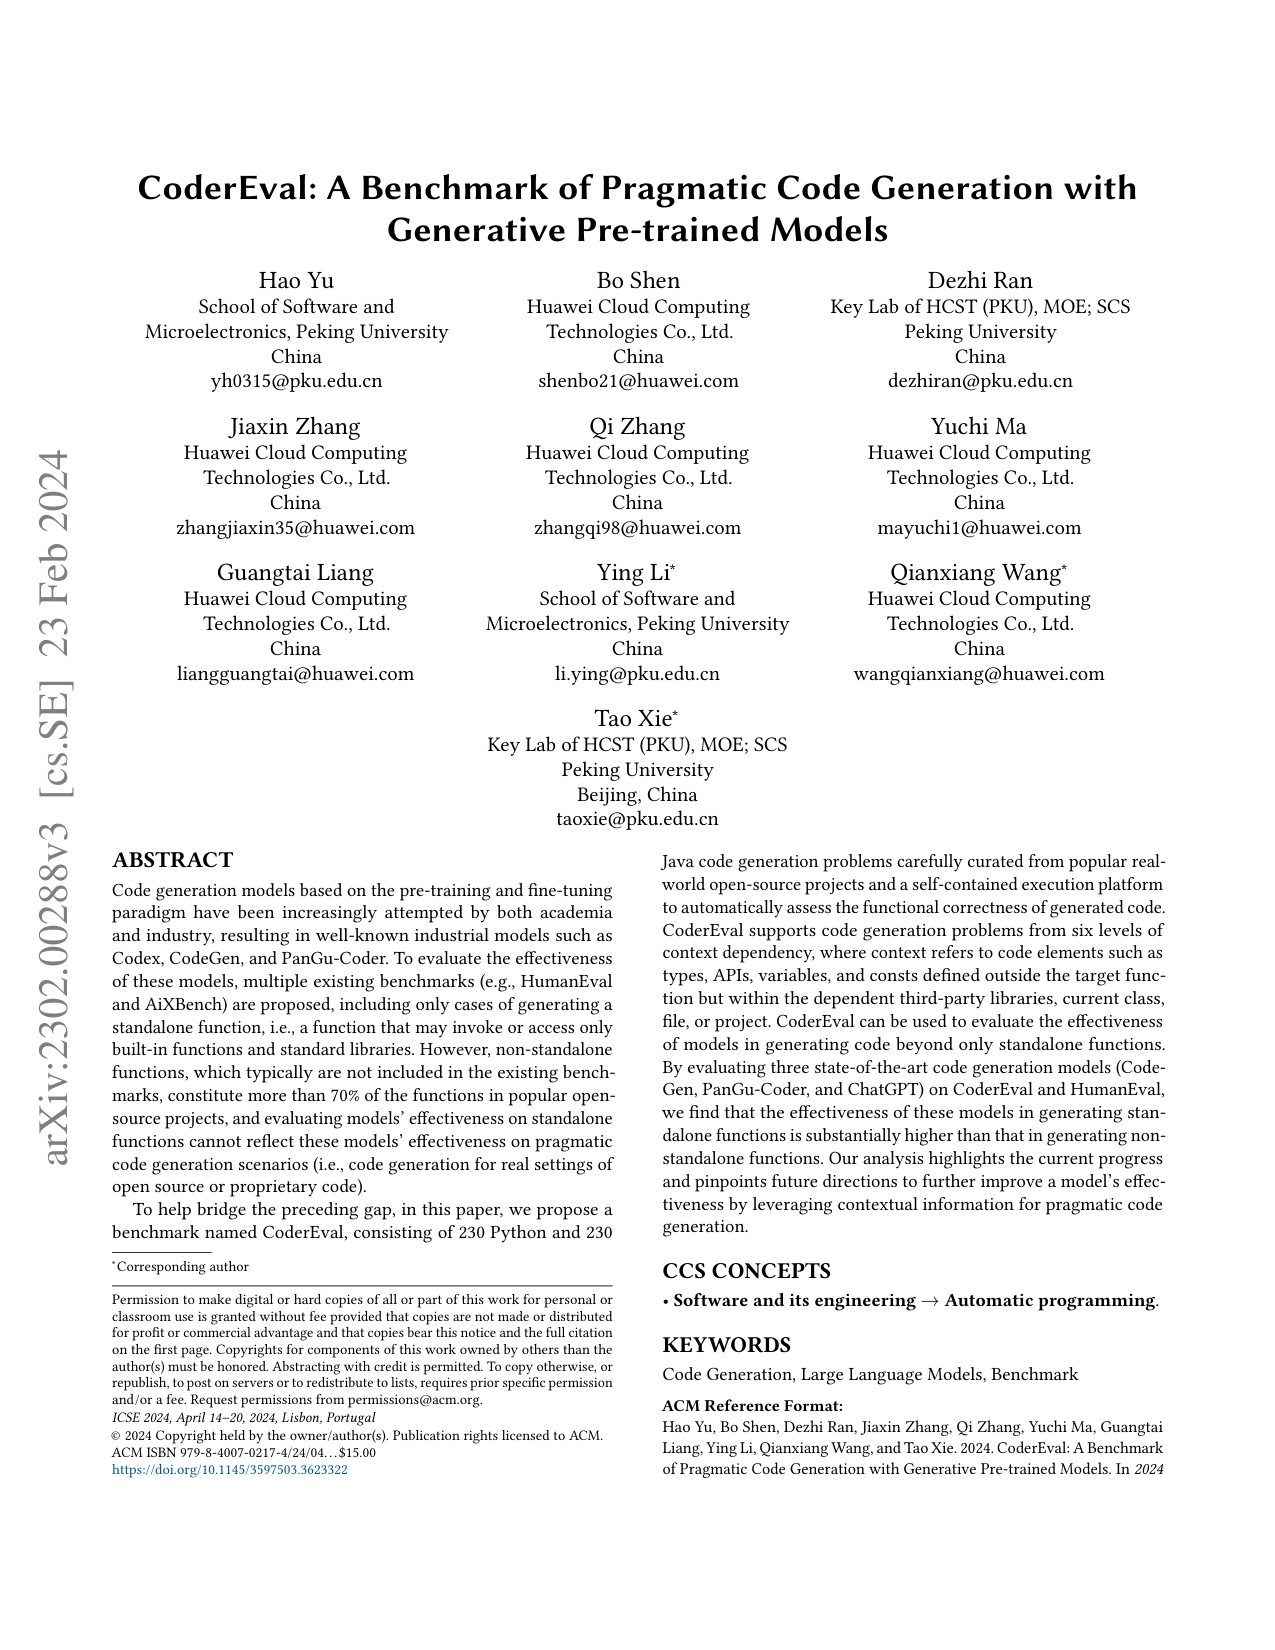 arXiv:2302.00288v3 [cs.SE] 23 Feb 2024
CoderEval: A Benchmark of Pragmatic Code Generation with
Generative Pre-trained Models
Hao Yu
School of Software and
Microelectronics, Peking University
China
yh0315@pku.edu.cn
Bo Shen
Huawei Cloud Computing
Technologies Co., Ltd.
China
shenbo21@huawei.com
Dezhi Ran
Key Lab of HCST (PKU), MOE; SCS
Peking University
China
dezhiran@pku.edu.cn
Jiaxin Zhang
Huawei Cloud Computing
Technologies Co., Ltd.
China
zhangjiaxin35@huawei.com
Qi Zhang
Huawei Cloud Computing
Technologies Co., Ltd.
China
zhangqi98@huawei.com
Yuchi Ma
Huawei Cloud Computing
Technologies Co., Ltd.
China
mayuchi1@huawei.com
Guangtai Liang
Huawei Cloud Computing
Technologies Co., Ltd.
China
liangguangtai@huawei.com
Ying Li*
School of Software and
Microelectronics, Peking University
China
li.ying@pku.edu.cn
Qianxiang Wang*
Huawei Cloud Computing
Technologies Co., Ltd.
China
wangqianxiang@huawei.com
Tao Xie*
Key Lab of HCST (PKU), MOE; SCS
Peking University
Beijing, China
taoxie@pku.edu.cn
ABSTRACT
Code generation models based on the pre-training and fine-tuning
paradigm have been increasingly attempted by both academia
and industry, resulting in well-known industrial models such as
Codex, CodeGen, and PanGu-Coder. To evaluate the effectiveness
of these models, multiple existing benchmarks (e.g., HumanEval
and AiXBench) are proposed, including only cases of generating a
standalone function, i.e., a function that may invoke or access only
built-in functions and standard libraries. However, non-standalone
functions, which typically are not included in the existing bench-
marks, constitute more than 70% of the functions in popular open-
source projects, and evaluating models' effectiveness on standalone
functions cannot reflect these models' effectiveness on pragmatic
code generation scenarios (i.e., code generation for real settings of
open source or proprietary code).
To help bridge the preceding gap, in this paper, we propose a
benchmark named CoderEval, consisting of 230 Python and 230
*Corresponding author
Permission to make digital or hard copies of all or part of this work for personal or
classroom use is granted without fee provided that copies are not made or distributed
for profit or commercial advantage and that copies bear this notice and the full citation
on the first page. Copyrights for components of this work owned by others than the
author(s) must be honored. Abstracting with credit is permitted. To copy otherwise, or
republish, to post on servers or to redistribute to lists, requires prior specific permission
and/or a fee. Request permissions from permissions@acm.org.
ICSE 2024, April 14–20, 2024, Lisbon, Portugal
© 2024 Copyright held by the owner/author(s). Publication rights licensed to ACM.
ACM ISBN 979-8-4007-0217-4/24/04...$15.00
https://doi.org/10.1145/3597503.3623322
Java code generation problems carefully curated from popular real-
world open-source projects and a self-contained execution platform
to automatically assess the functional correctness of generated code.
CoderEval supports code generation problems from six levels of
context dependency, where context refers to code elements such as
types, APIs, variables, and consts defined outside the target func-
tion but within the dependent third-party libraries, current class,
file, or project. CoderEval can be used to evaluate the effectiveness
of models in generating code beyond only standalone functions.
By evaluating three state-of-the-art code generation models (Code-
Gen, PanGu-Coder, and ChatGPT) on CoderEval and HumanEval,
we find that the effectiveness of these models in generating stan-
dalone functions is substantially higher than that in generating non-
standalone functions. Our analysis highlights the current progress
and pinpoints future directions to further improve a model's effec-
tiveness by leveraging contextual information for pragmatic code
generation.
CCS CONCEPTS
• Software and its engineering → Automatic programming.
KEYWORDS
Code Generation, Large Language Models, Benchmark
ACM Reference Format:
Hao Yu, Bo Shen, Dezhi Ran, Jiaxin Zhang, Qi Zhang, Yuchi Ma, Guangtai
Liang, Ying Li, Qianxiang Wang, and Tao Xie. 2024. CoderEval: A Benchmark
of Pragmatic Code Generation with Generative Pre-trained Models. In 2024